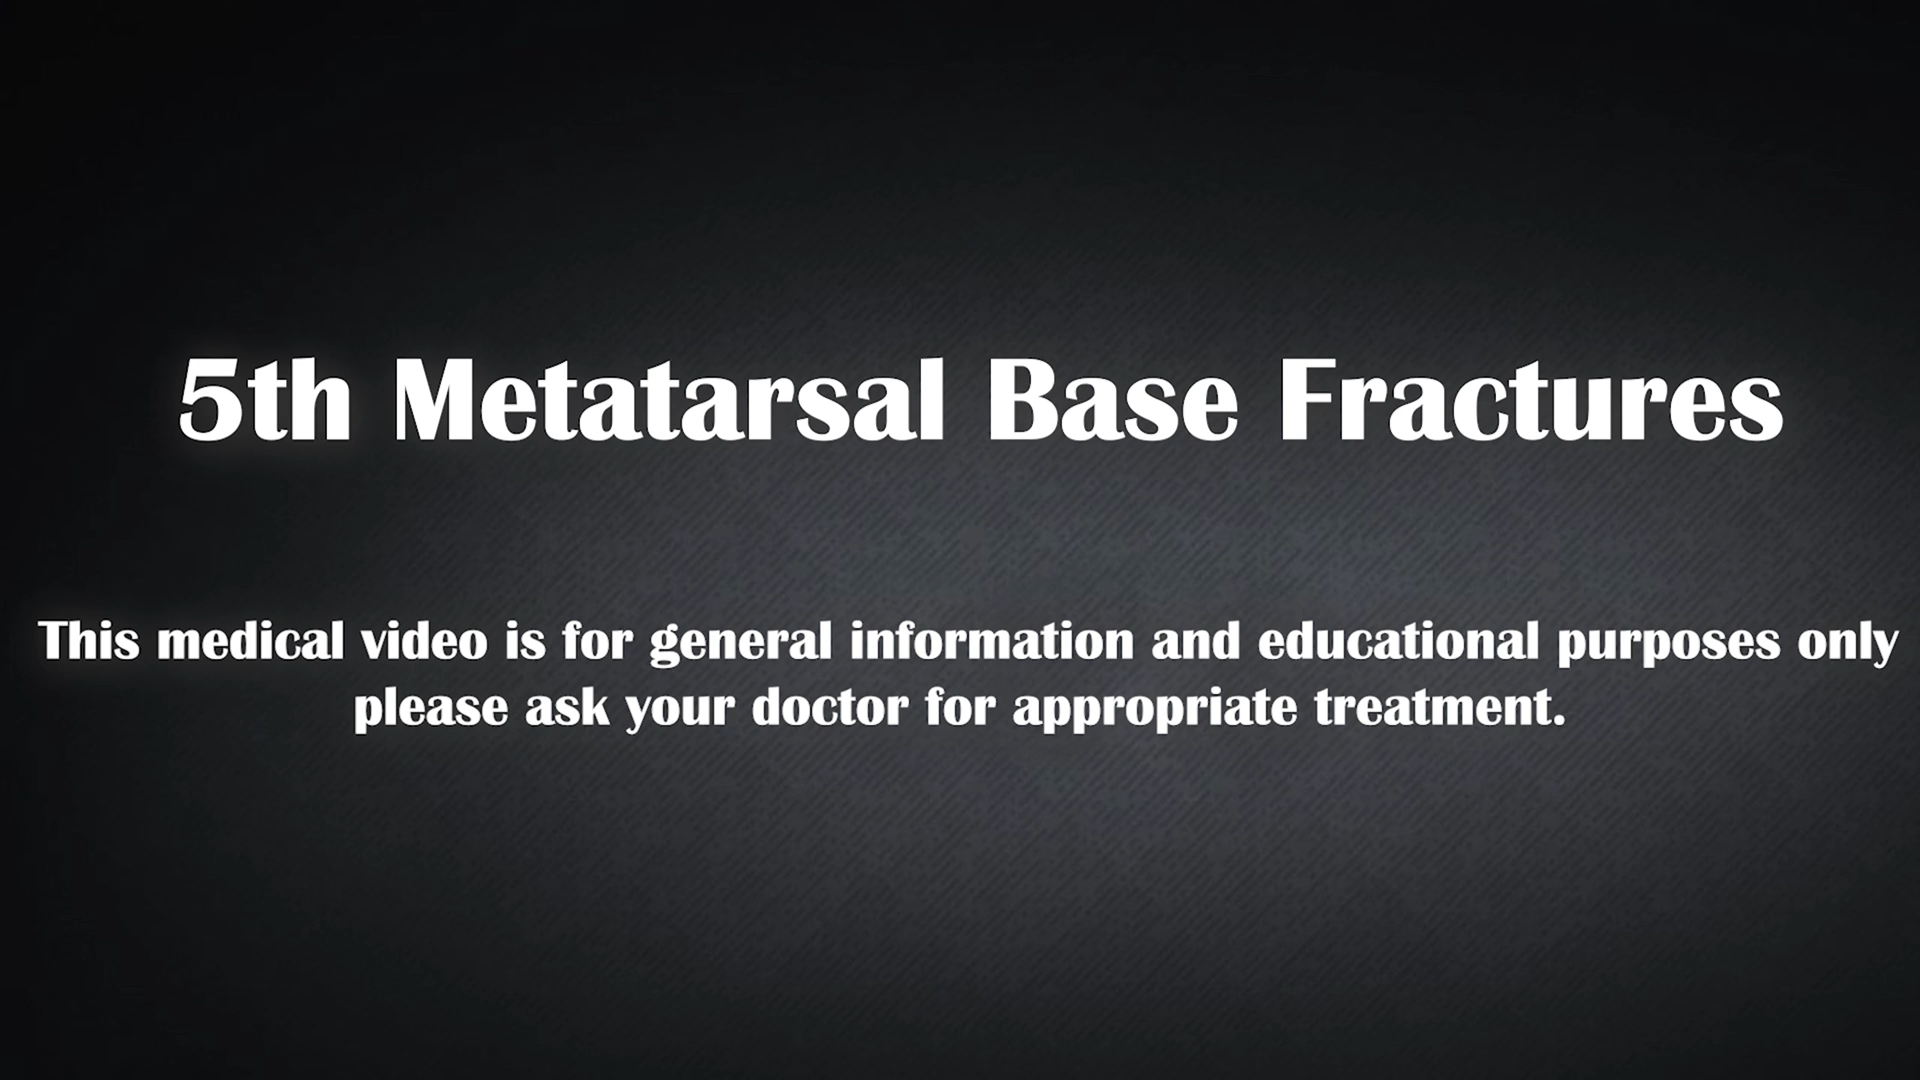 5th Metatarsal Base Fractures
This medical video is for general information and educational purposes only
please ask your doctor for appropriate treatment.